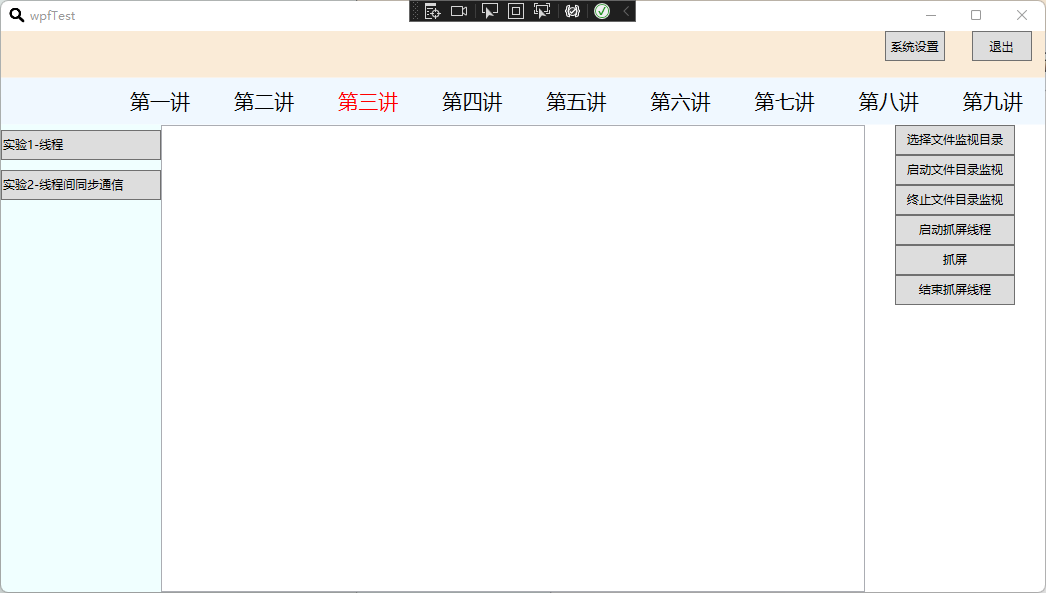 wpfTest
系统设置 退出
第一讲 第二讲 第三讲 第四讲 第五讲 第六讲 第七讲 第八讲 第九讲
实验1-线程
实验2-线程间同步通信
选择文件监视目录
启动文件目录监视
终止文件目录监视
启动抓屏线程
抓屏
结束抓屏线程